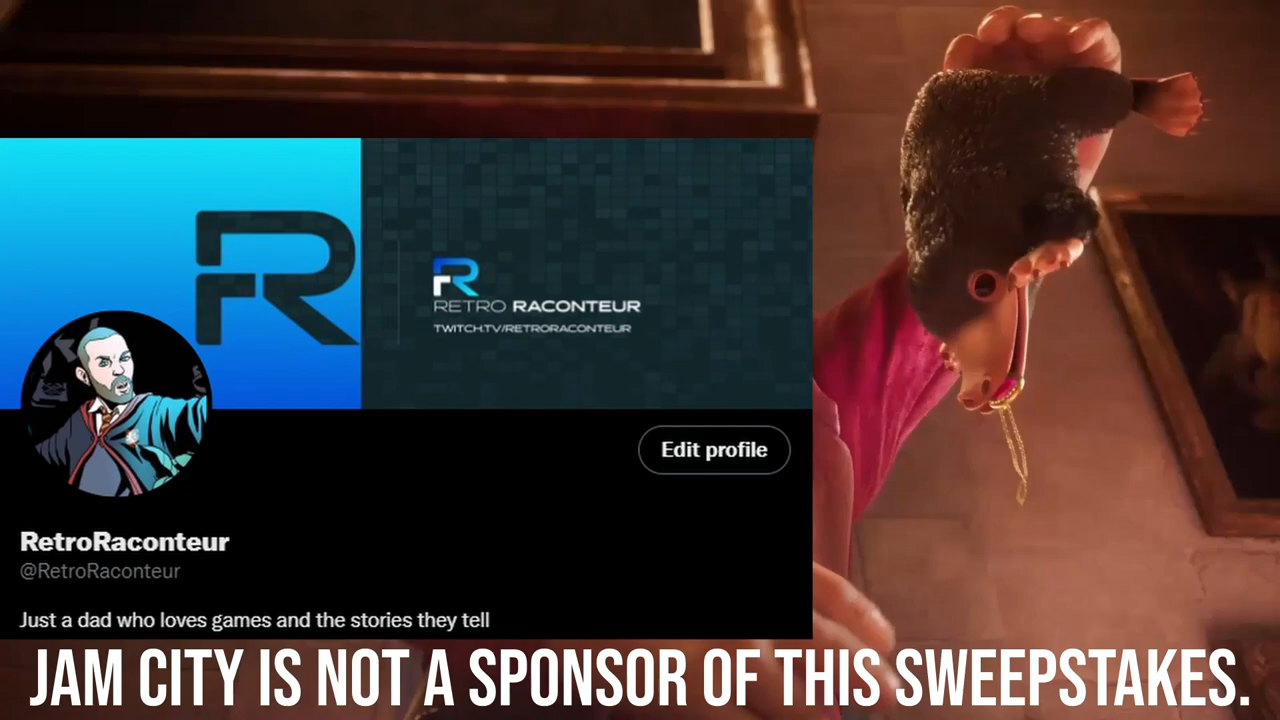 RETRO RACONTEUR
TWITCH.TV/RETRORACONTEUR
Edit profile
RetroRaconteur
@RetroRaconteur
Just a dad who loves games and the stories they tell
JAM CITY IS NOT A SPONSOR OF THIS SWEEPSTAKES.